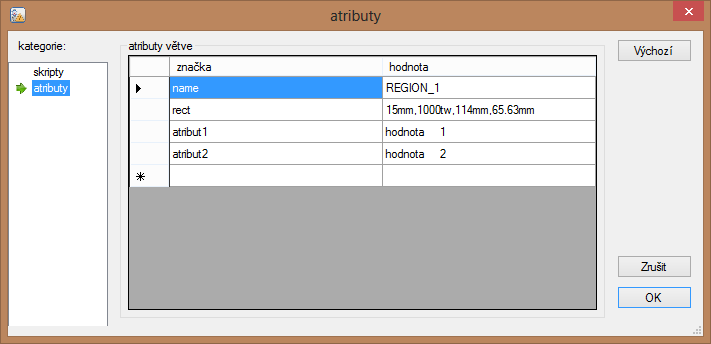 atributy
kategorie:
skripty
atributy
atributy větve
značka hodnota
name REGION_1
rect 15mm,1000tw,114mm,65.63mm
atribut1 hodnota 1
atribut2 hodnota 2
Výchozí
Zrušit
OK